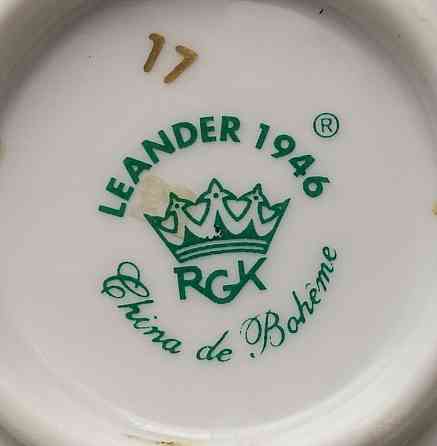 17
LEANDER 1946 ®
RGK
China de Bohême